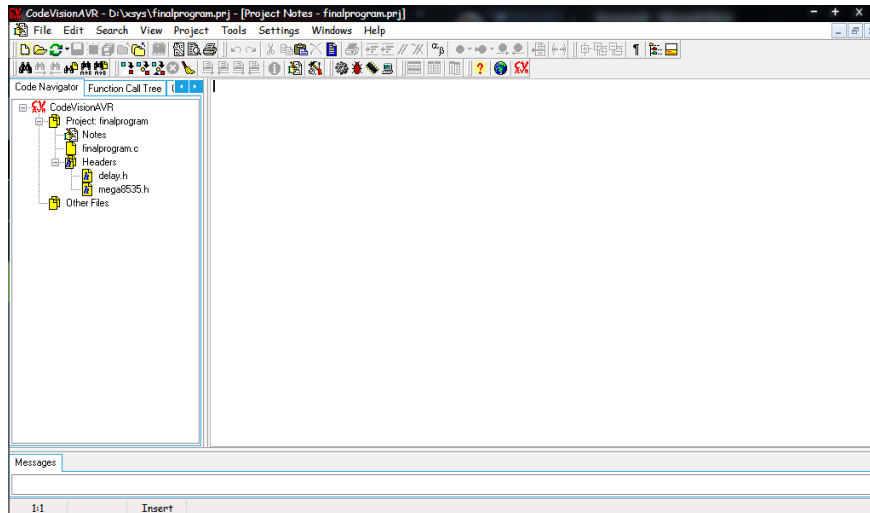 CodeVisionAVR - D:\xsys\finalprogram.prj - [Project Notes - finalprogram.prj]
File Edit Search View Project Tools Settings Windows Help
Code Navigator Function Call Tree
CodeVisionAVR
Project: finalprogram
Notes
finalprogram.c
Headers
delay.h
mega8535.h
Other Files
Messages
1:1 Insert